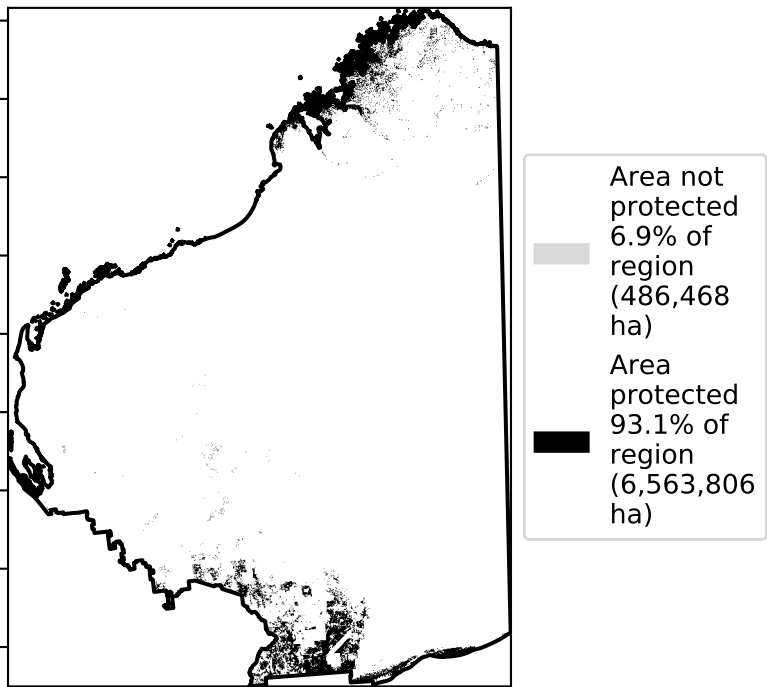 Area not
protected
6.9% of
region
(486,468
ha)
Area
protected
93.1% of
region
(6,563,806
ha)